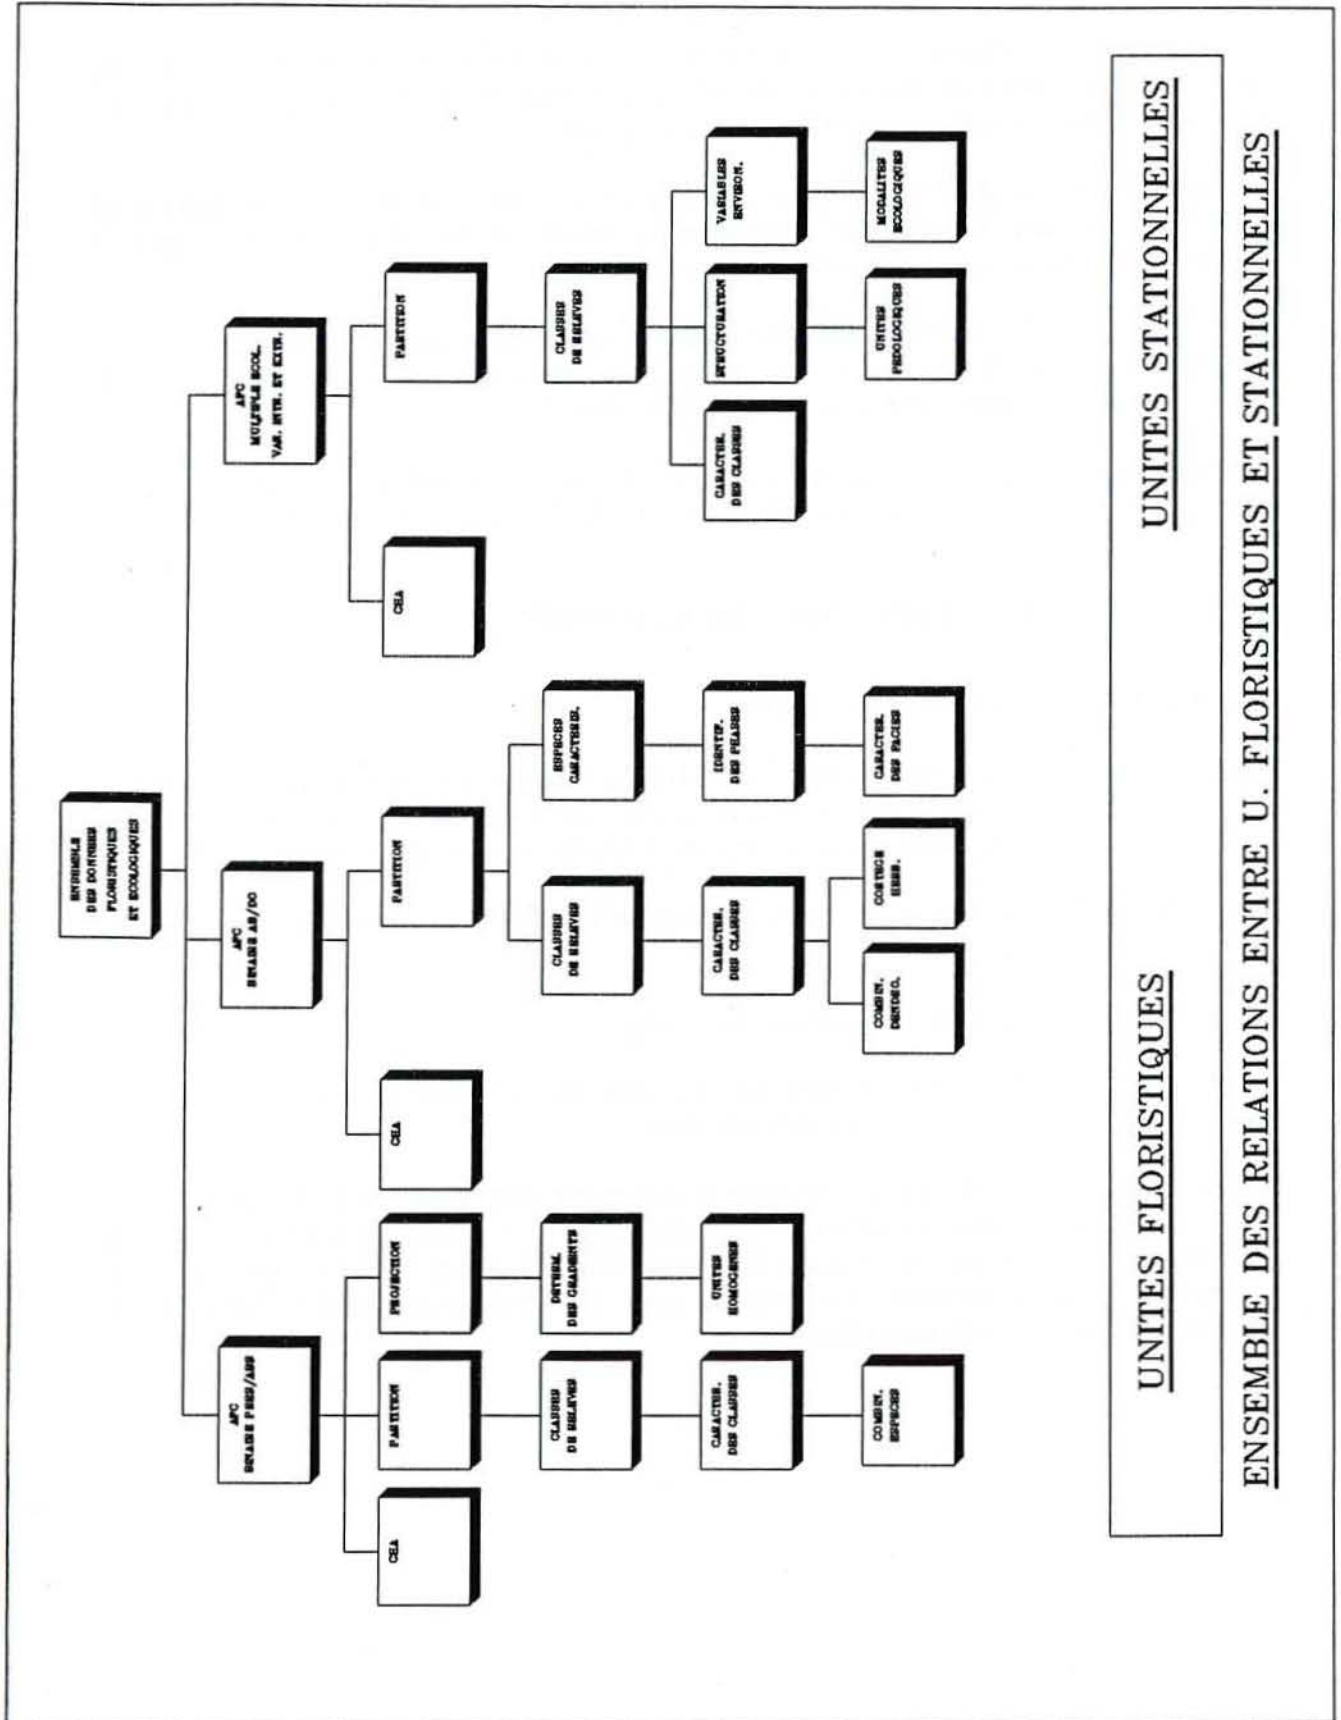 ENSEMBLE
DES DONNEES
FLORISTIQUES
ET ECOLOGIQUES
AFC
BINAIRE PRES/ABS
AFC
BINAIRE AB/DO
AFC
MULTIPLE ECOL.
VAR. INTR. ET EXTR.
CHA
PARTITION
PROJECTION
CHA
PARTITION
CHA
PARTITION
CLASSES
DE RELEVES
DETERM.
DES GRADIENTS
CLASSES
DE RELEVES
ESPECES
CARACTERIS.
CLASSES
DE RELEVES
CARACTER.
DES CLASSES
UNITES
HOMOGENES
CARACTER.
DES CLASSES
IDENTIF.
DES PHASES
CARACTER.
DES CLASSES
STRUCTURATION
VARIABLES
ENVIRON.
COMBIN.
ESPECES
COMBIN.
DENDRO.
CORTEGE
HERB.
CARACTER.
DES FACIES
UNITES
PEDOLOGIQUES
MODALITES
ECOLOGIQUES
UNITES FLORISTIQUES
UNITES STATIONNELLES
ENSEMBLE DES RELATIONS ENTRE U. FLORISTIQUES ET STATIONNELLES